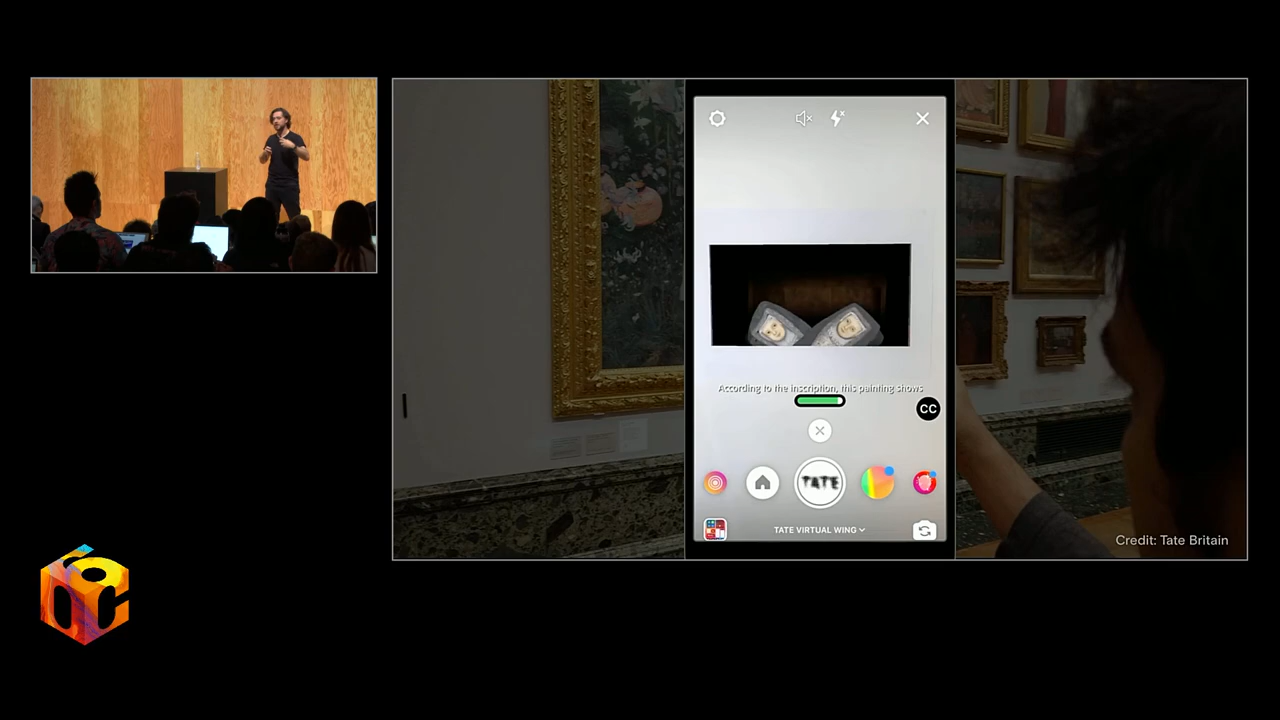 According to the inscription, this painting shows
CC
TATE
TATE VIRTUAL WING
Credit: Tate Britain